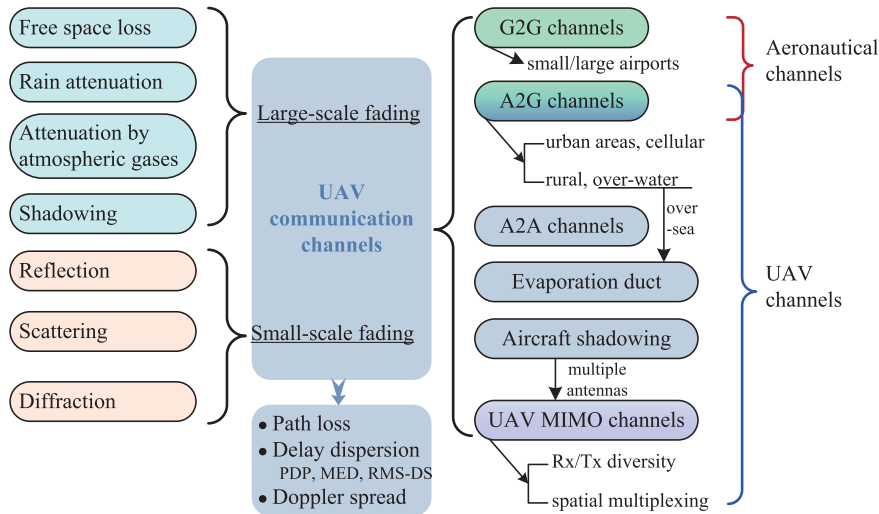 Free space loss
Rain attenuation
Attenuation by
atmospheric gases
Shadowing
Reflection
Scattering
Diffraction
Large-scale fading
UAV
communication
channels
Small-scale fading
• Path loss
• Delay dispersion
PDP, MED, RMS-DS
• Doppler spread
G2G channels
small/large airports
A2G channels
urban areas, cellular
rural, over-water
over
-sea
A2A channels
Evaporation duct
Aircraft shadowing
multiple
antennas
UAV MIMO channels
Rx/Tx diversity
spatial multiplexing
Aeronautical
channels
UAV
channels